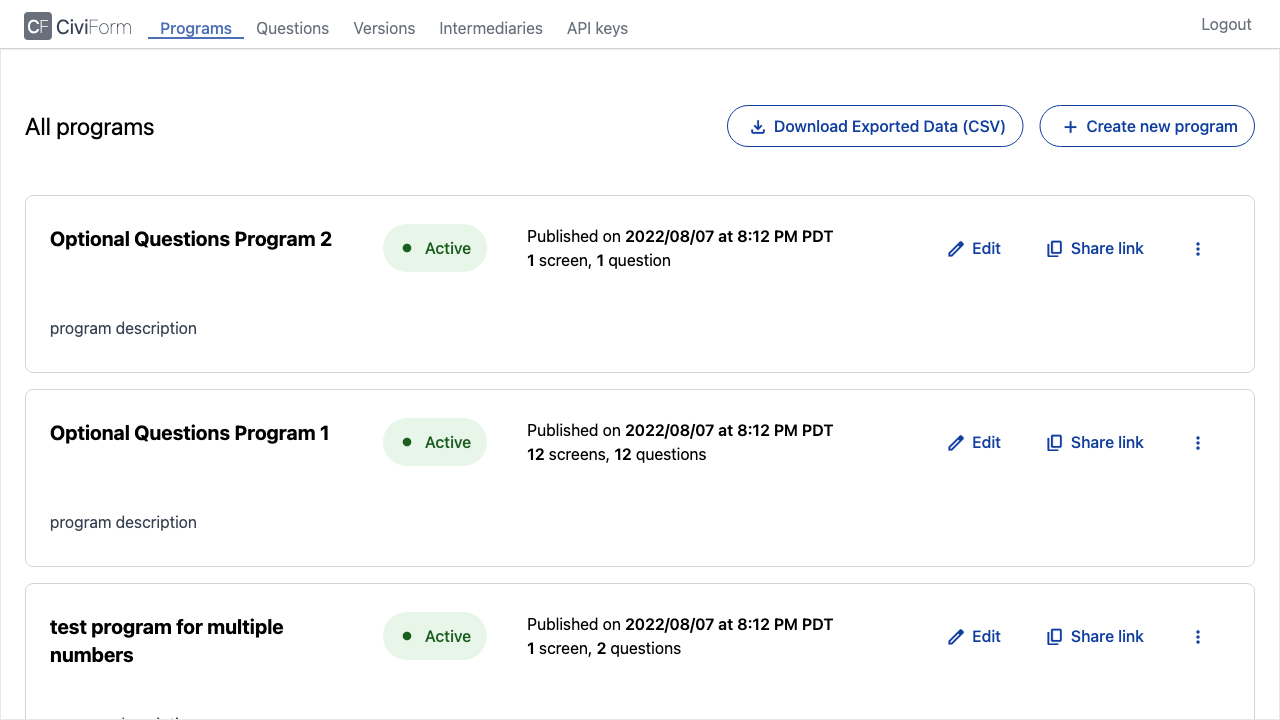 CF CiviForm Programs Questions Versions Intermediaries API keys Logout
All programs Download Exported Data (CSV) Create new program
Optional Questions Program 2
Active
Published on 2022/08/07 at 8:12 PM PDT
1 screen, 1 question
Edit Share link
program description
Optional Questions Program 1
Active
Published on 2022/08/07 at 8:12 PM PDT
12 screens, 12 questions
Edit Share link
program description
test program for multiple
numbers
Active
Published on 2022/08/07 at 8:12 PM PDT
1 screen, 2 questions
Edit Share link